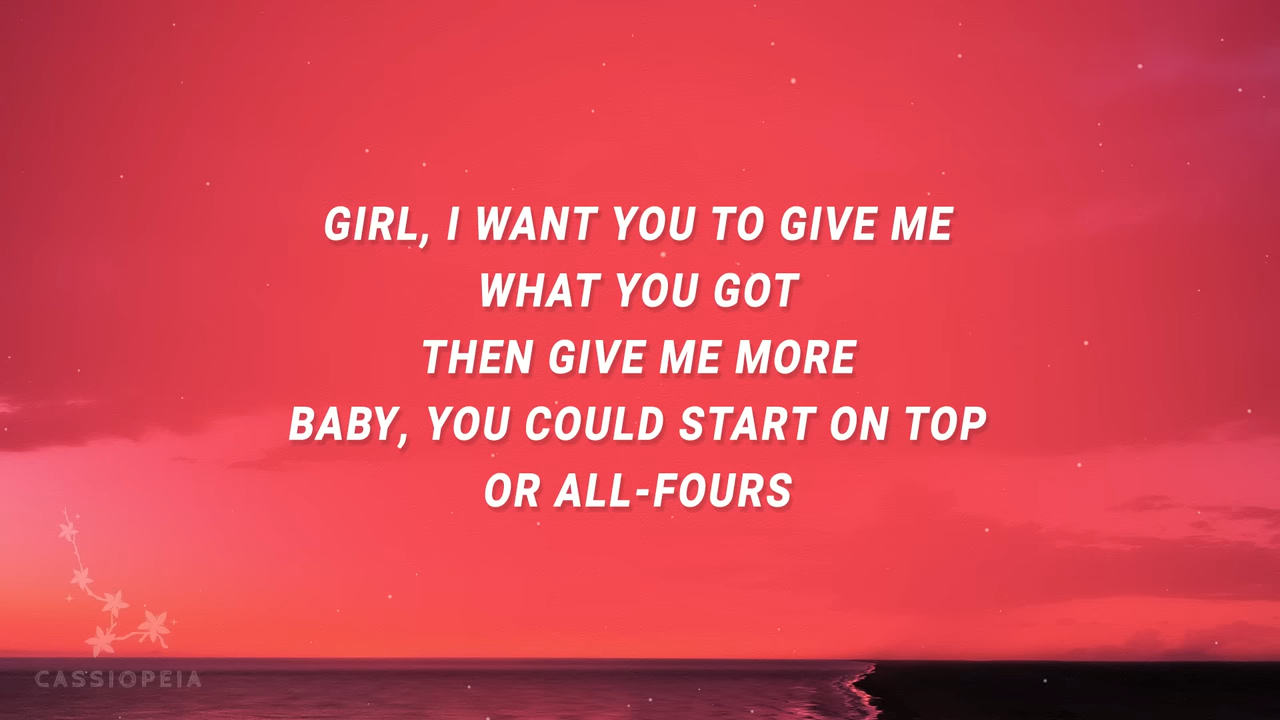 GIRL, I WANT YOU TO GIVE ME
WHAT YOU GOT
THEN GIVE ME MORE
BABY, YOU COULD START ON TOP
OR ALL-FOURS
CASSIOPEIA